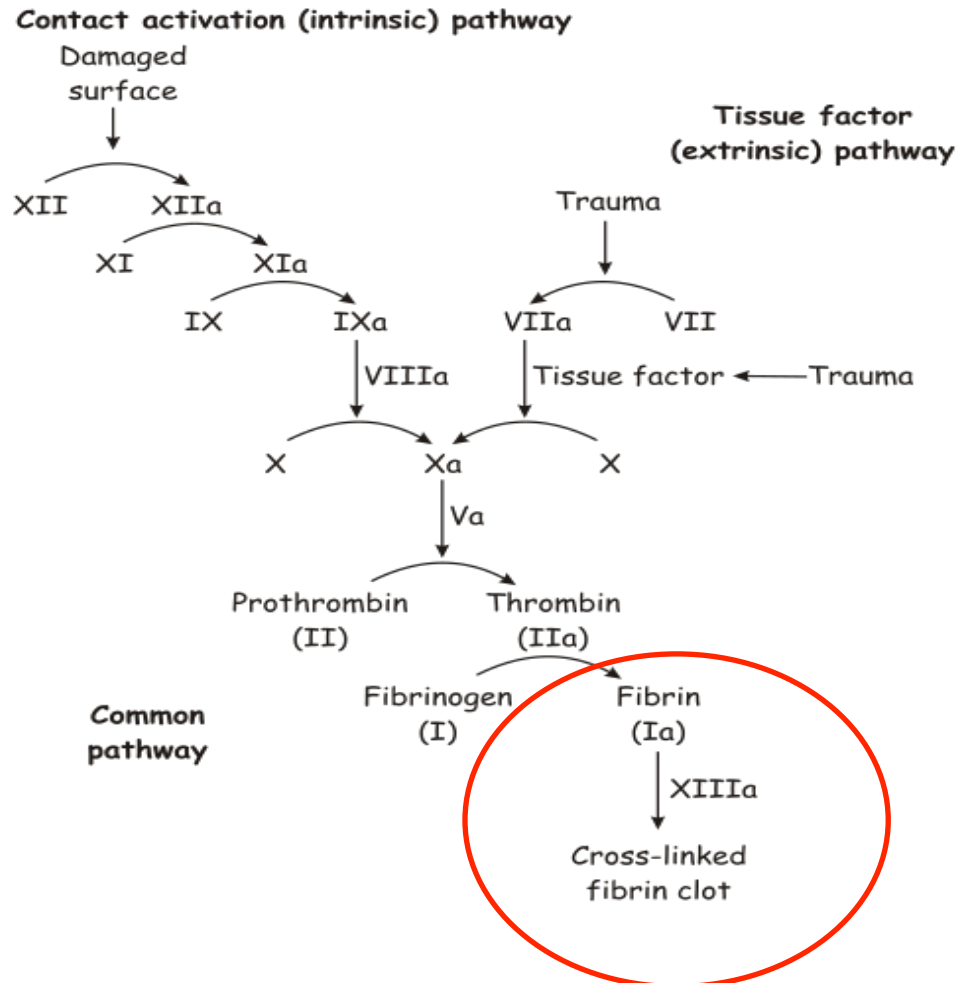 Contact activation (intrinsic) pathway
Damaged
surface
Tissue factor
(extrinsic) pathway
XII
XIIa
Trauma
XI
XIa
IX
IXa
VIIa
VII
VIIIa
Tissue factor
Trauma
X
Xa
X
Va
Prothrombin
(II)
Thrombin
(IIa)
Fibrinogen
(I)
Fibrin
(Ia)
Common
pathway
XIIIa
Cross-linked
fibrin clot